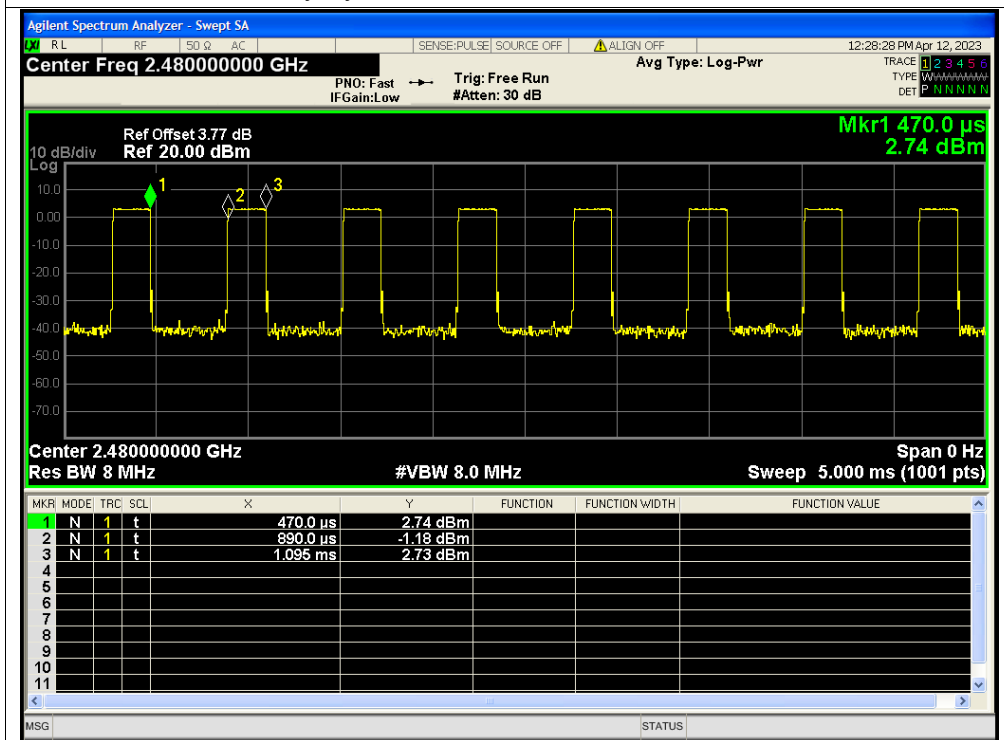 Agilent Spectrum Analyzer - Swept SA
LXI RL RF 50 Ω AC SENSE:PULSE SOURCE OFF ⚠ALIGN OFF 12:28:28 PM Apr 12, 2023
Center Freq 2.480000000 GHz Avg Type: Log-Pwr TRACE 1 2 3 4 5 6
PNO: Fast Trig: Free Run TYPE WWWWWW
IFGain:Low #Atten: 30 dB DET P N N N N N
Mkr1 470.0 µs
Ref Offset 3.77 dB
10 dB/div Ref 20.00 dBm 2.74 dBm
Log
1 2 3
10.0
0.00
-10.0
-20.0
-30.0
-40.0
-50.0
-60.0
-70.0
Center 2.480000000 GHz Span 0 Hz
Res BW 8 MHz #VBW 8.0 MHz Sweep 5.000 ms (1001 pts)
MKR MODE TRC SCL X Y FUNCTION FUNCTION WIDTH FUNCTION VALUE
1 N 1 t 470.0 µs 2.74 dBm
2 N 1 t 890.0 µs -1.18 dBm
3 N 1 t 1.095 ms 2.73 dBm
4
5
6
7
8
9
10
11
MSG STATUS